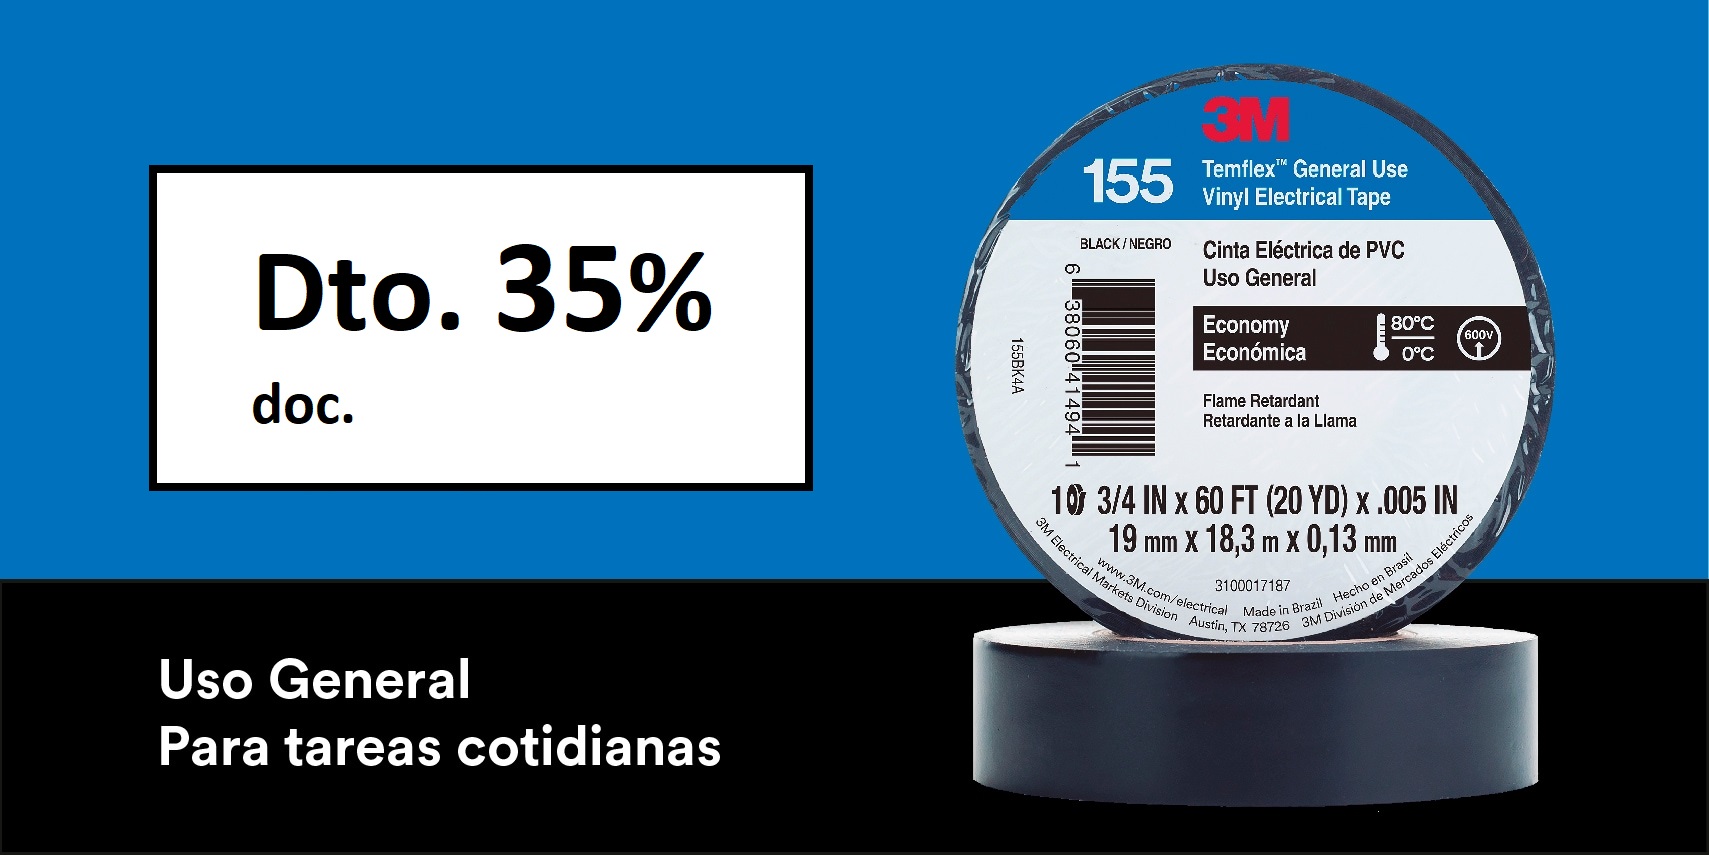 Dto. 35%
doc.
Uso General
Para tareas cotidianas
3M
155
Temflex™ General Use
Vinyl Electrical Tape
BLACK / NEGRO
Cinta Eléctrica de PVC
Uso General
Economy
Económica
80°C
0°C
600V
Flame Retardant
Retardante a la Llama
6 38060 41494 1
155BK4A
10 3/4 IN x 60 FT (20 YD) x .005 IN
19 mm x 18,3 m x 0,13 mm
3100017187
www.3M.com/electrical Made in Brazil Hecho en Brasil
3M Electrical Markets Division Austin, TX 78726 3M División de Mercados Eléctricos